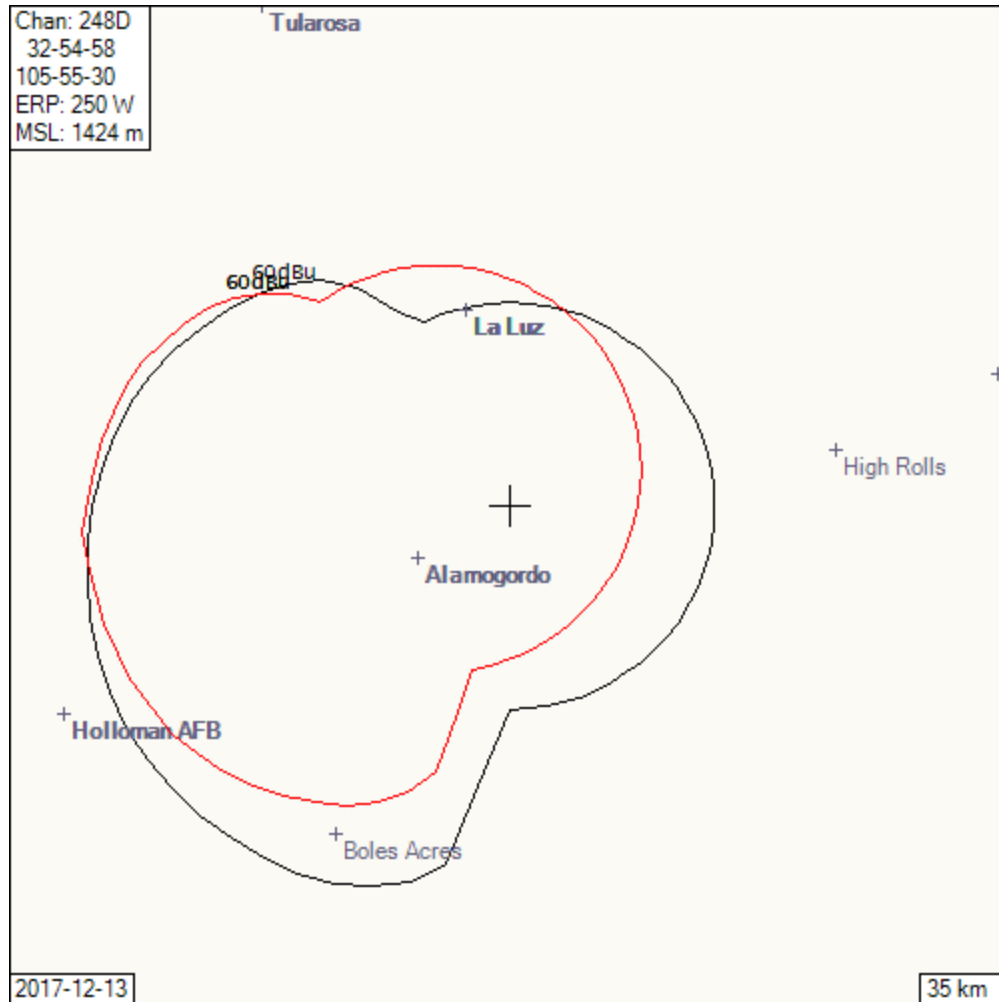 Chan: 248D
32-54-58
105-55-30
ERP: 250 W
MSL: 1424 m
Tularosa
60dBu
60dBu
La Luz
High Rolls
Alamogordo
Holloman AFB
Boles Acres
2017-12-13
35 km